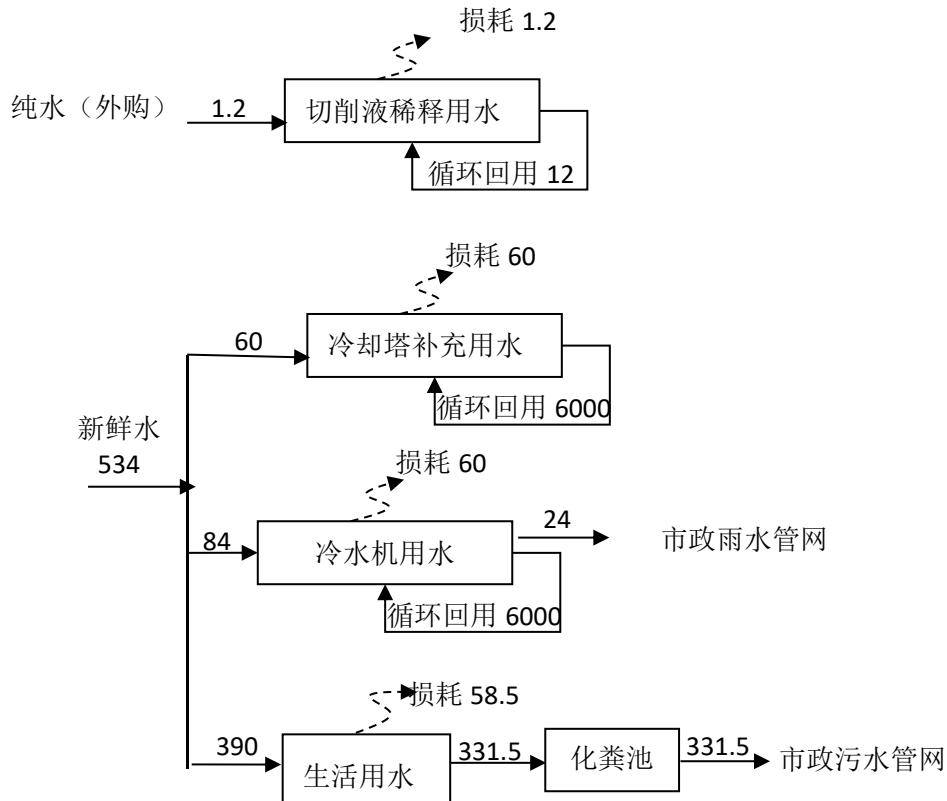 损耗 1.2
纯水（外购）
1.2
切削液稀释用水
循环回用 12
损耗 60
60
冷却塔补充用水
循环回用 6000
新鲜水
534
损耗 60
84
冷水机用水
24
市政雨水管网
循环回用 6000
损耗 58.5
390
生活用水
331.5
化粪池
331.5
市政污水管网